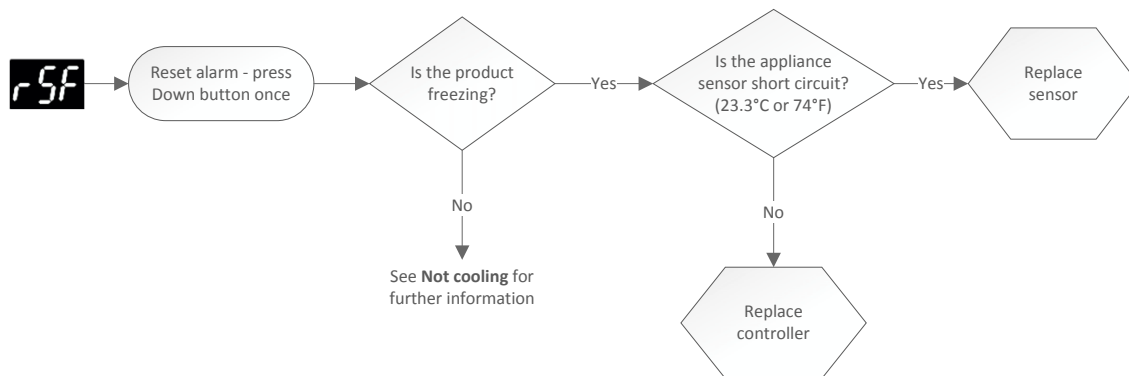 rSF
Reset alarm - press
Down button once
Is the product
freezing?
Yes
Is the appliance
sensor short circuit?
(23.3°C or 74°F)
Yes
Replace
sensor
No
See Not cooling for
further information
No
Replace
controller